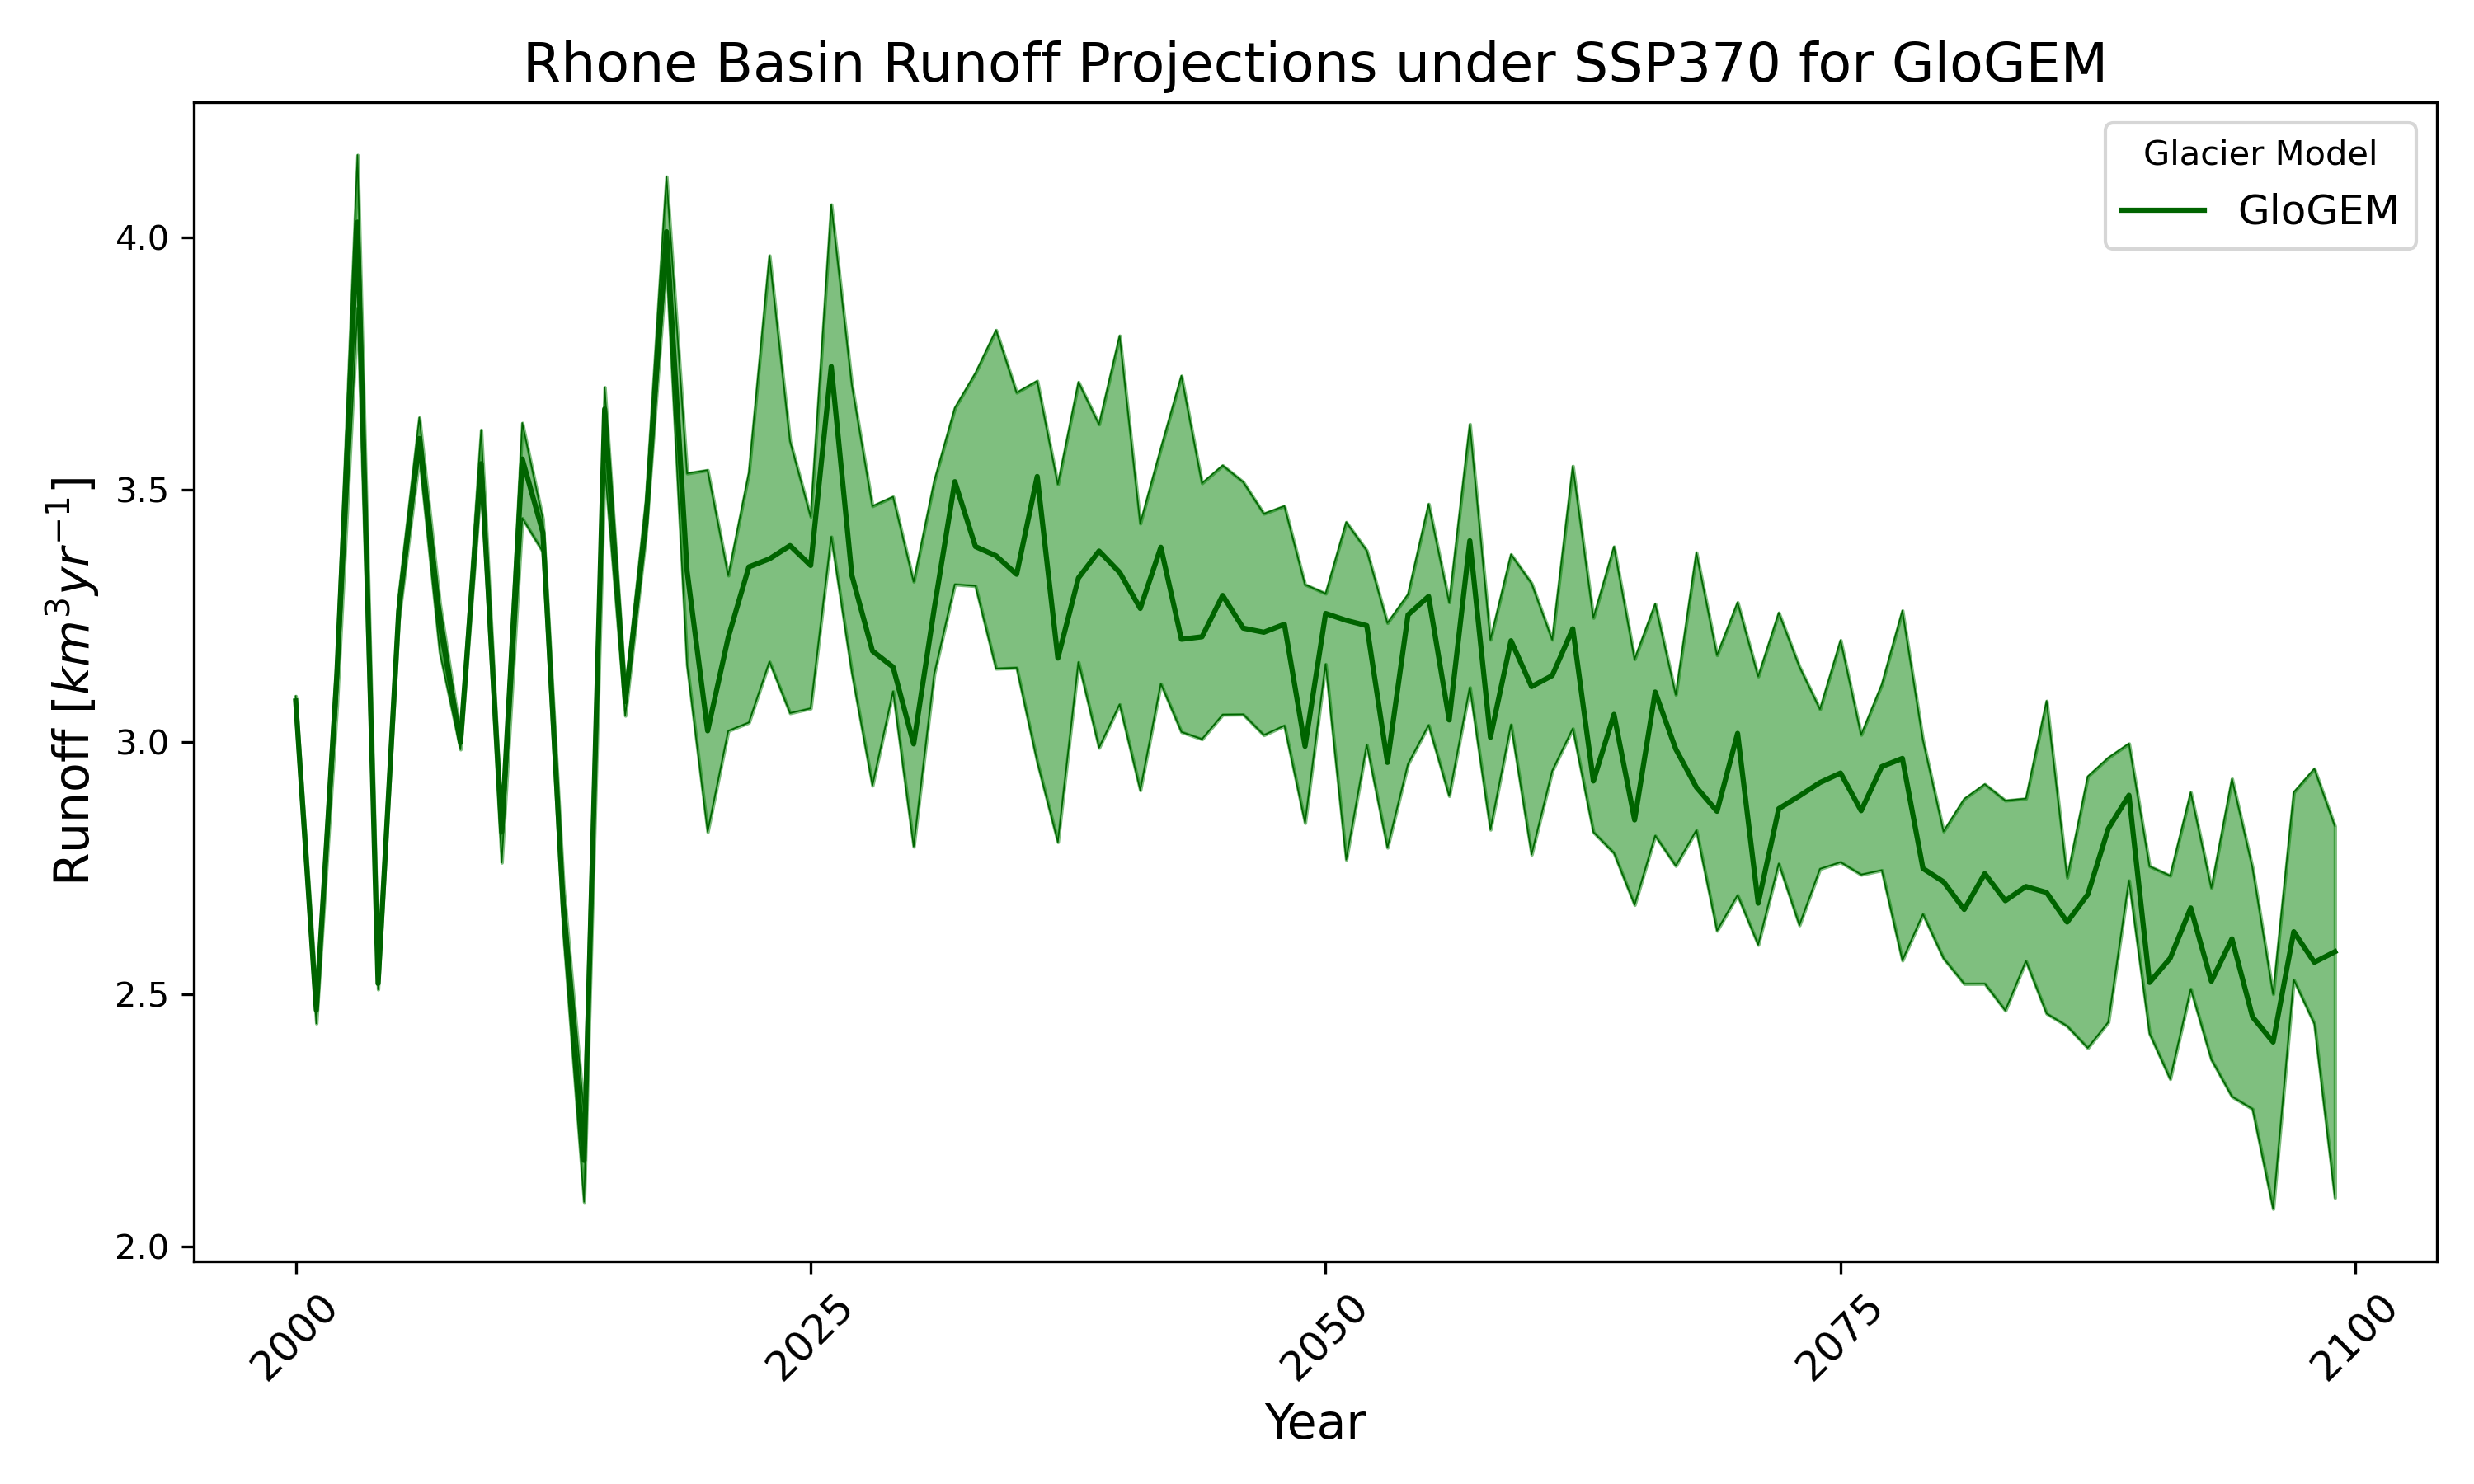 Rhone Basin Runoff Projections under SSP370 for GloGEM
Glacier Model
GloGEM
Runoff [km³yr⁻¹]
4.0
3.5
3.0
2.5
2.0
2000
2025
2050
2075
2100
Year